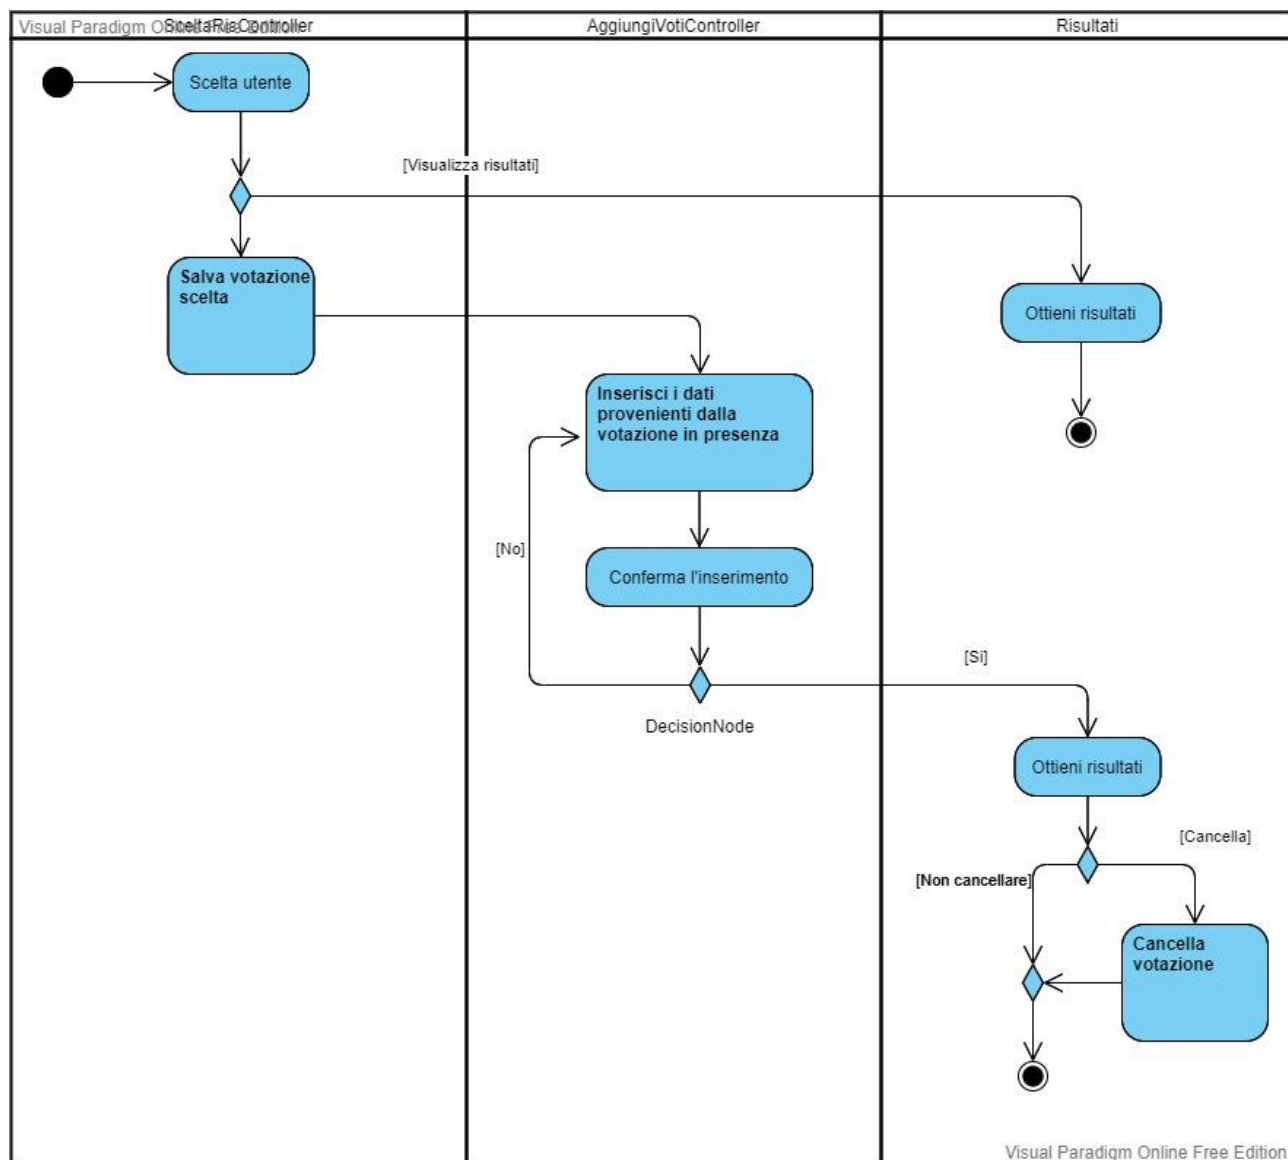 Visual Paradigm Online Free Edition
SceltaRisController
AggiungiVotiController
Risultati
Scelta utente
[Visualizza risultati]
Salva votazione
scelta
Ottieni risultati
Inserisci i dati
provenienti dalla
votazione in presenza
[No]
Conferma l'inserimento
[Si]
DecisionNode
Ottieni risultati
[Cancella]
[Non cancellare]
Cancella
votazione
Visual Paradigm Online Free Edition